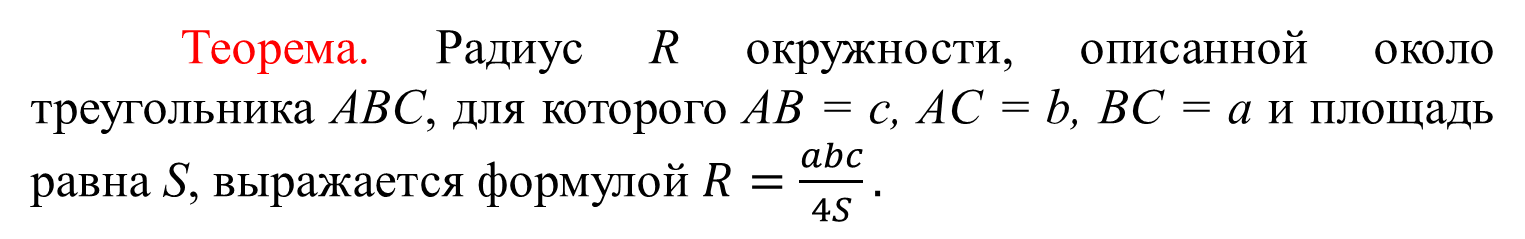 Теорема. Радиус R окружности, описанной около
треугольника ABC, для которого AB = c, AC = b, BC = a и площадь
равна S, выражается формулой R = abc/4S .